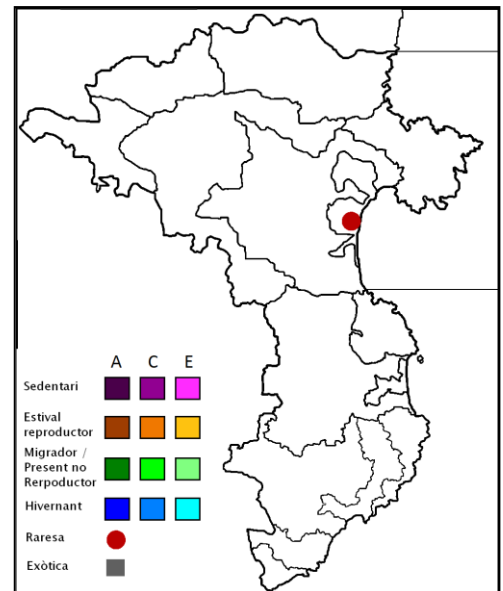 A C E
Sedentari
Estival
reproductor
Migrador /
Present no
Rerpoductor
Hivernant
Raresa
Exòtica